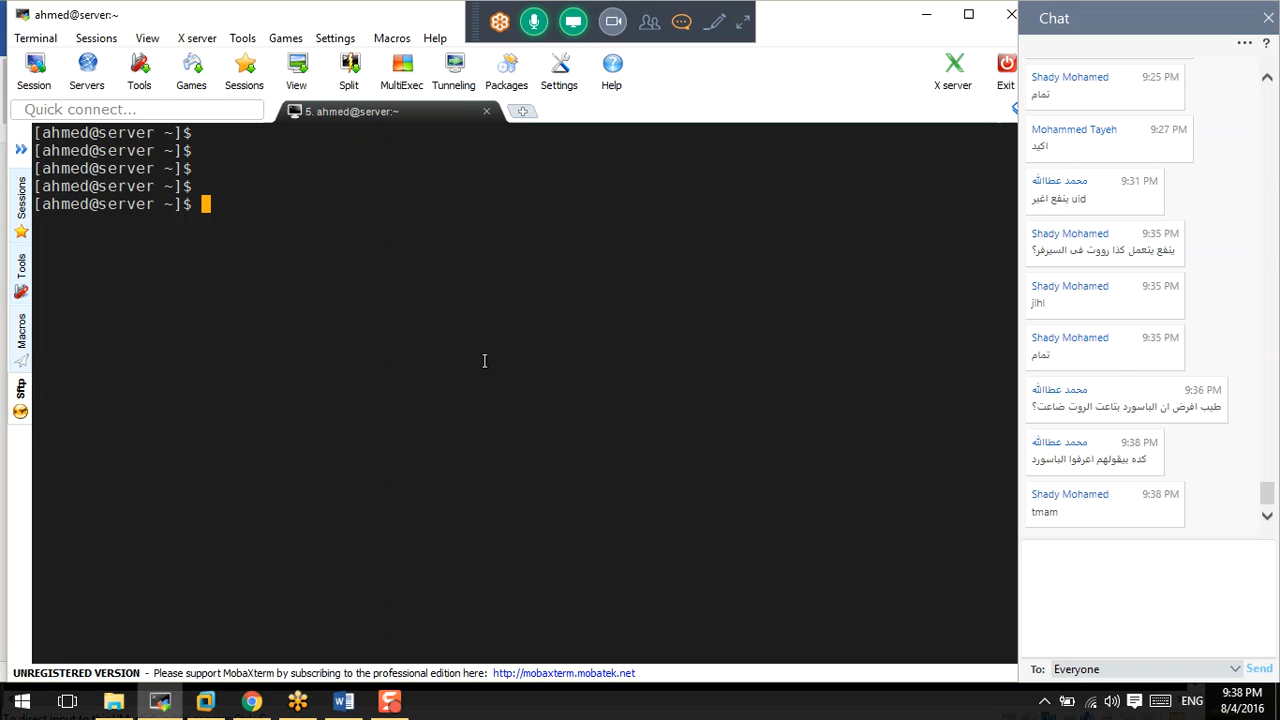 ahmed@server:~
Terminal Sessions View X server Tools Games Settings Macros Help
Session Servers Tools Games Sessions View Split MultiExec Tunneling Packages Settings Help X server Exit
Quick connect...
5. ahmed@server:~
[ahmed@server ~]$
[ahmed@server ~]$
[ahmed@server ~]$
[ahmed@server ~]$
[ahmed@server ~]$
Sessions
Tools
Macros
Sftp
UNREGISTERED VERSION - Please support MobaXterm by subscribing to the professional edition here: http://mobaxterm.mobatek.net
Chat
Shady Mohamed 9:25 PM
تمام
Mohammed Tayeh 9:27 PM
اكيد
محمد عطاالله 9:31 PM
ينفع اغير uid
Shady Mohamed 9:35 PM
ينفع يتعمل كذا رووت فى السيرفر؟
Shady Mohamed 9:35 PM
jlhl
Shady Mohamed 9:35 PM
تمام
محمد عطاالله 9:36 PM
طيب افرض ان الباسورد بتاعت الروت ضاعت؟
محمد عطاالله 9:38 PM
كده بيقولهم اعرفوا الباسورد
Shady Mohamed 9:38 PM
tmam
To: Everyone Send
ENG
9:38 PM
8/4/2016